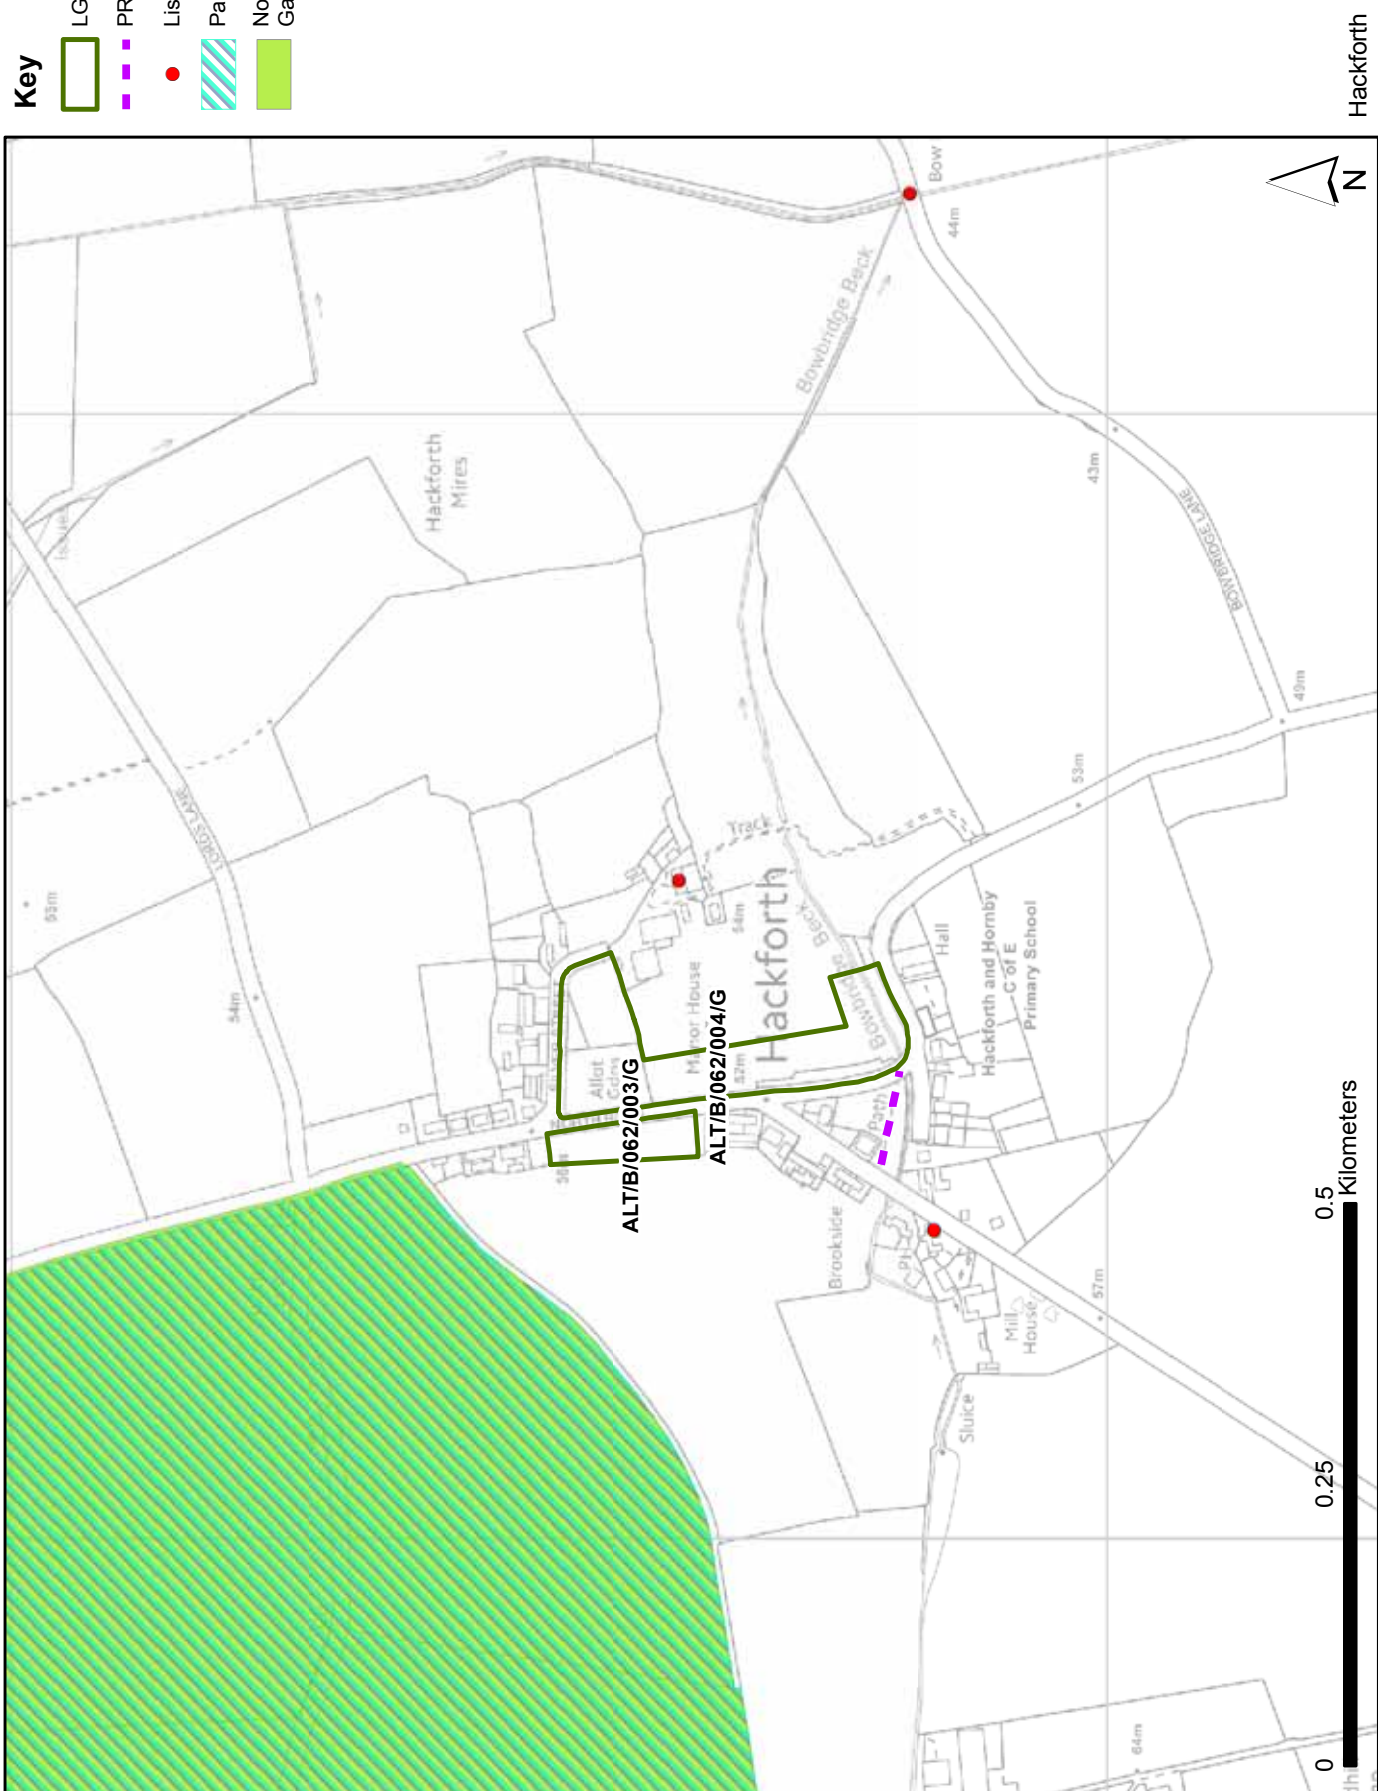 Key
LG
PR
Lis
Pa
No
Ga
Hackforth
N
Bow
44m
Bowbridge Beck
Hackforth
Mires
43m
BOWBRIDGE LANE
49m
53m
LORDS LANE
55m
54m
Track
54m
Hackforth
Beck
Bowbridge
Hall
Hackforth and Hornby
C of E
Primary School
Manor House
52m
Allot
Gdns
ALT/B/062/003/G
ALT/B/062/004/G
Path
Brookside
Mill
House
57m
Sluice
64m
0
0.25
0.5
Kilometers